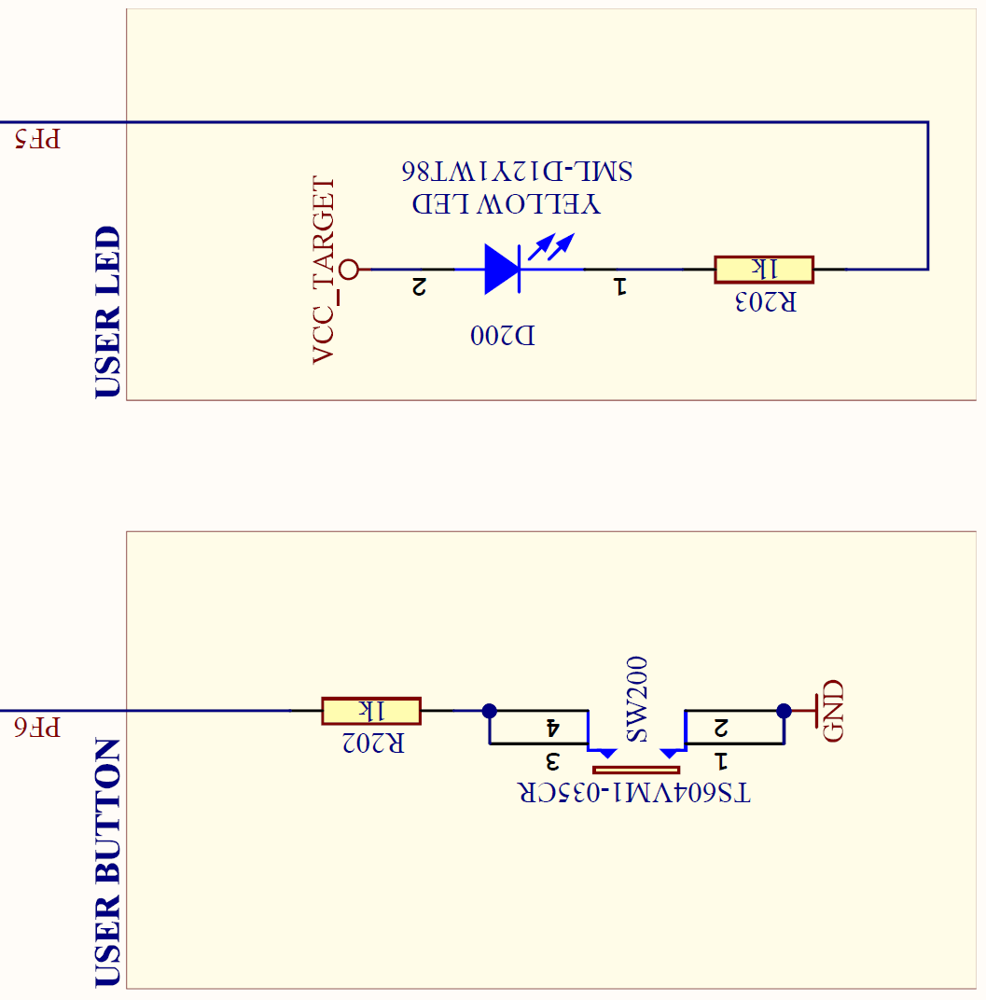 PF5
SML-D12Y1WT86
YELLOW LED
VCC_TARGET
USER LED
2
1
1k
R203
D200
PF6
1k
R202
SW200
4
3
2
1
GND
TS604VM1-035CR
USER BUTTON